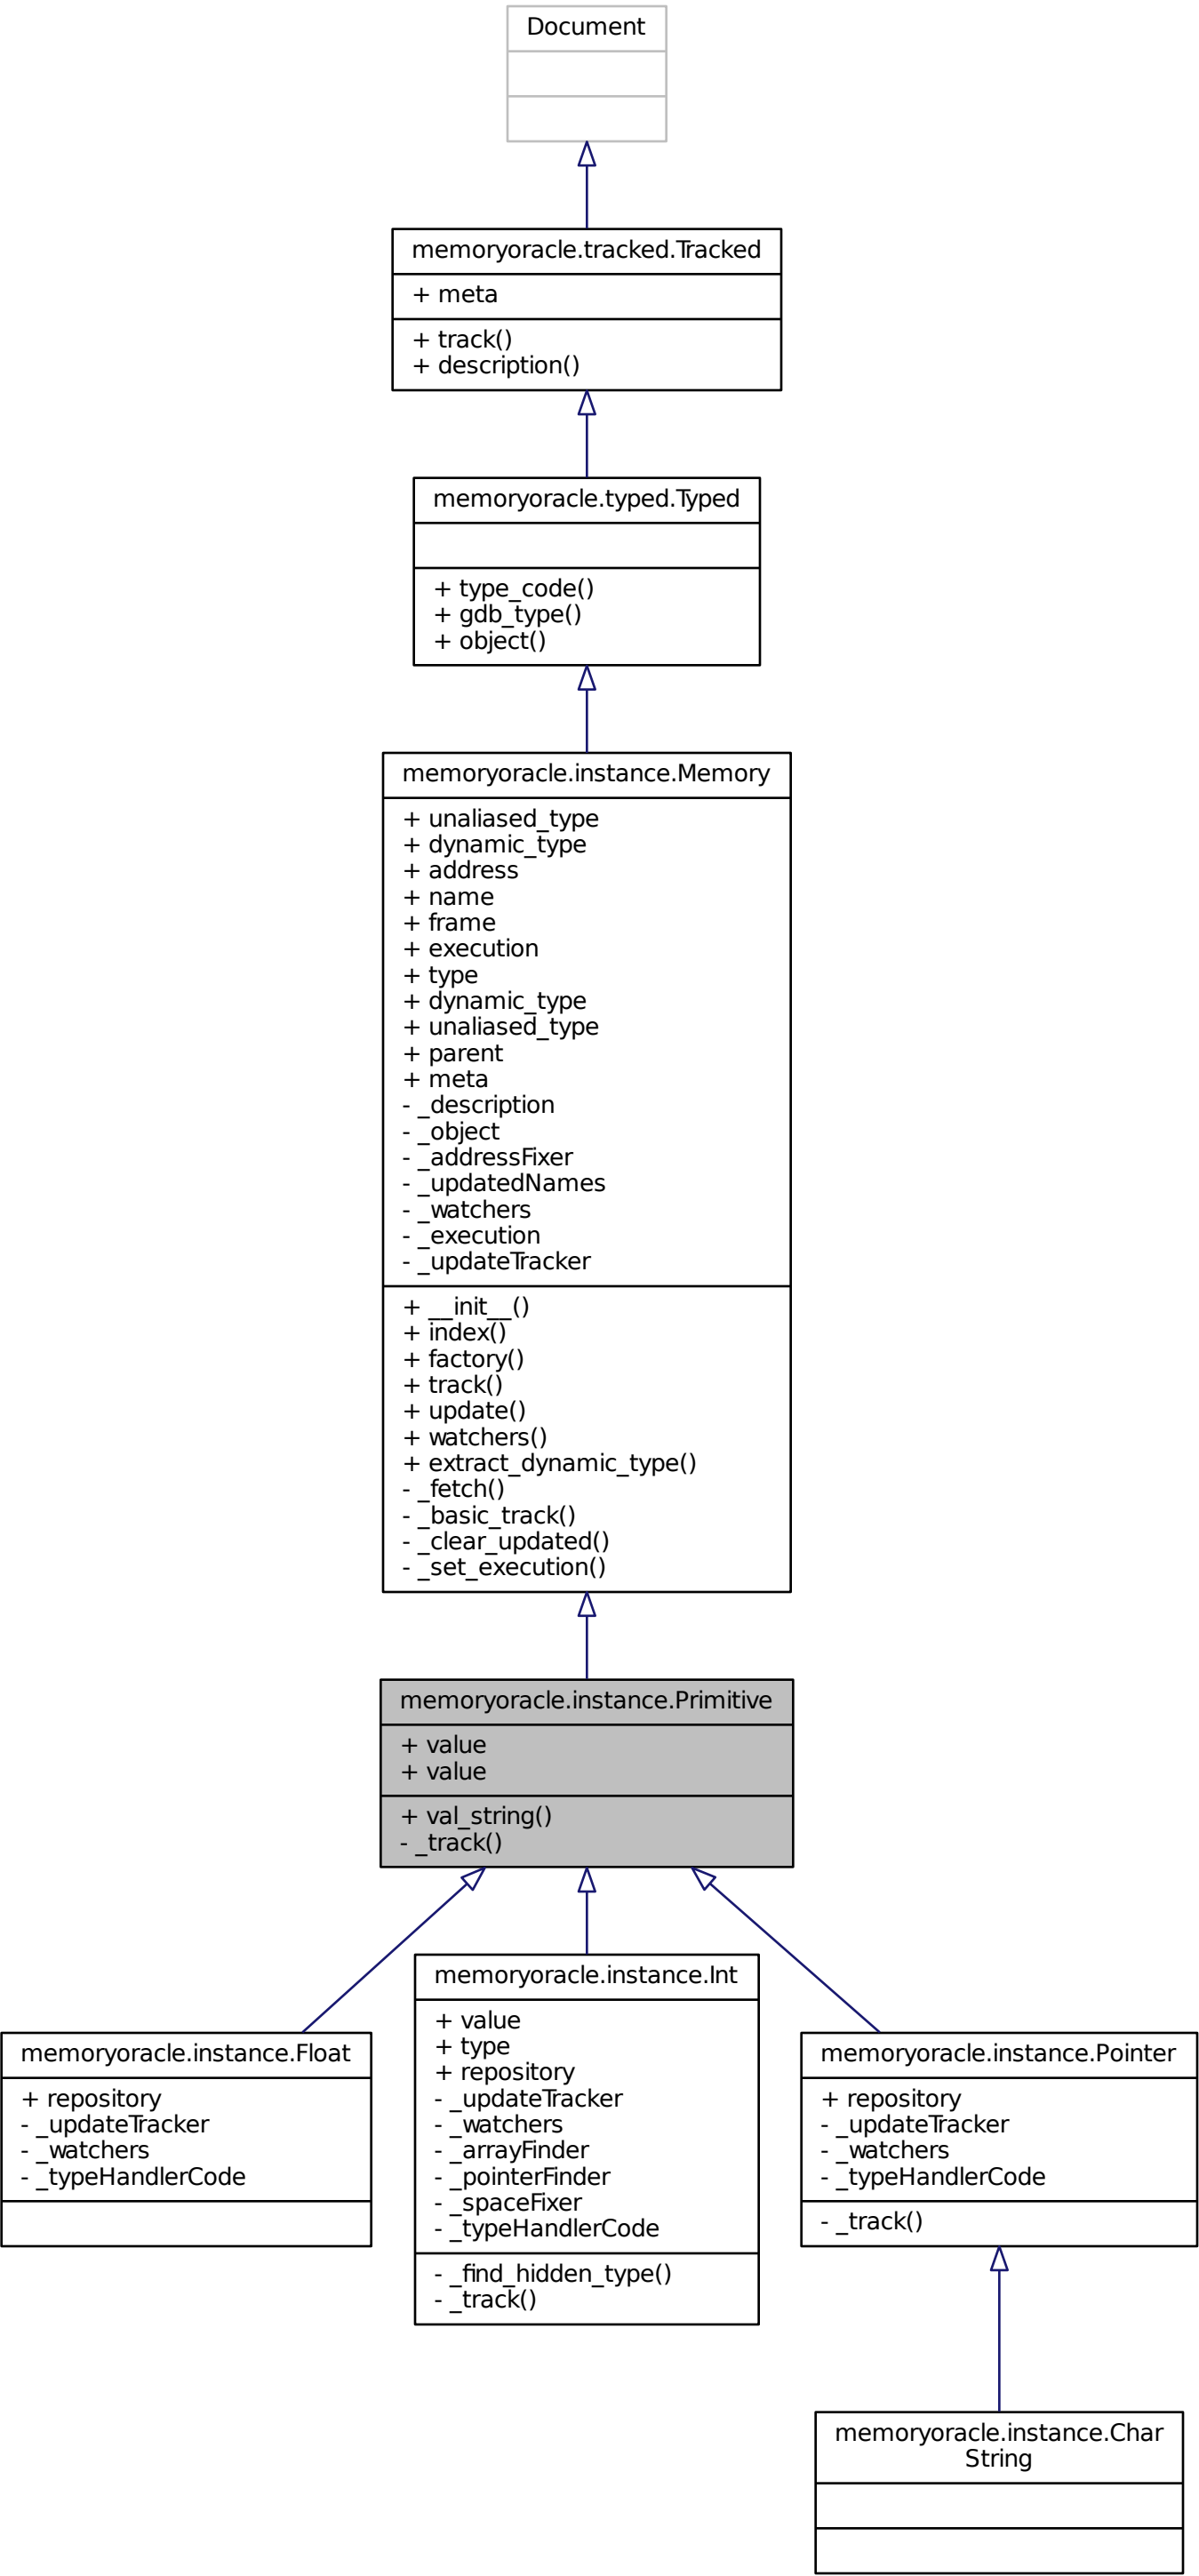 Document
memoryoracle.tracked.Tracked
+ meta
+ track()
+ description()
memoryoracle.typed.Typed
+ type_code()
+ gdb_type()
+ object()
memoryoracle.instance.Memory
+ unaliased_type
+ dynamic_type
+ address
+ name
+ frame
+ execution
+ type
+ dynamic_type
+ unaliased_type
+ parent
+ meta
- _description
- _object
- _addressFixer
- _updatedNames
- _watchers
- _execution
- _updateTracker
+ __init__()
+ index()
+ factory()
+ track()
+ update()
+ watchers()
+ extract_dynamic_type()
- _fetch()
- _basic_track()
- _clear_updated()
- _set_execution()
memoryoracle.instance.Primitive
+ value
+ value
+ val_string()
- _track()
memoryoracle.instance.Float
+ repository
- _updateTracker
- _watchers
- _typeHandlerCode
memoryoracle.instance.Int
+ value
+ type
+ repository
- _updateTracker
- _watchers
- _arrayFinder
- _pointerFinder
- _spaceFixer
- _typeHandlerCode
- _find_hidden_type()
- _track()
memoryoracle.instance.Pointer
+ repository
- _updateTracker
- _watchers
- _typeHandlerCode
- _track()
memoryoracle.instance.Char
String